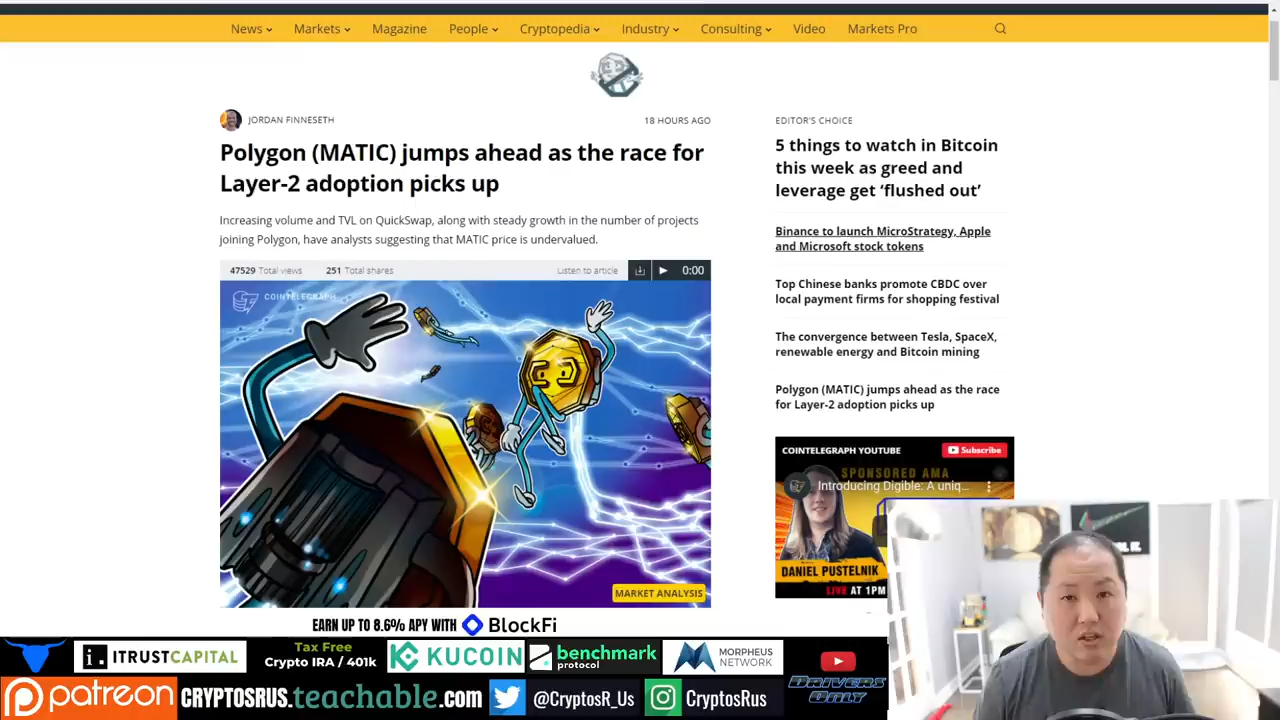 News
Markets
Magazine
People
Cryptopedia
Industry
Consulting
Video
Markets Pro
JORDAN FINNESETH
18 HOURS AGO
Polygon (MATIC) jumps ahead as the race for
Layer-2 adoption picks up
Increasing volume and TVL on QuickSwap, along with steady growth in the number of projects
joining Polygon, have analysts suggesting that MATIC price is undervalued.
47529 Total views
251 Total shares
Listen to article
0:00
COINTELEGRAPH
MARKET ANALYSIS
EDITOR'S CHOICE
5 things to watch in Bitcoin
this week as greed and
leverage get ‘flushed out’
Binance to launch MicroStrategy, Apple
and Microsoft stock tokens
Top Chinese banks promote CBDC over
local payment firms for shopping festival
The convergence between Tesla, SpaceX,
renewable energy and Bitcoin mining
Polygon (MATIC) jumps ahead as the race
for Layer-2 adoption picks up
COINTELEGRAPH YOUTUBE
Subscribe
SPONSORED AMA
Introducing Digible: A uniq...
DANIEL PUSTELNIK
LIVE AT 1PM
EARN UP TO 8.6% APY WITH BlockFi
iTRUSTCAPITAL
Tax Free
Crypto IRA / 401k
KUCOIN
benchmark
protocol
MORPHEUS
NETWORK
patreon
CRYPTOSRUS.teachable.com
@CryptosR_Us
CryptosRus
DRIVERS
ONLY